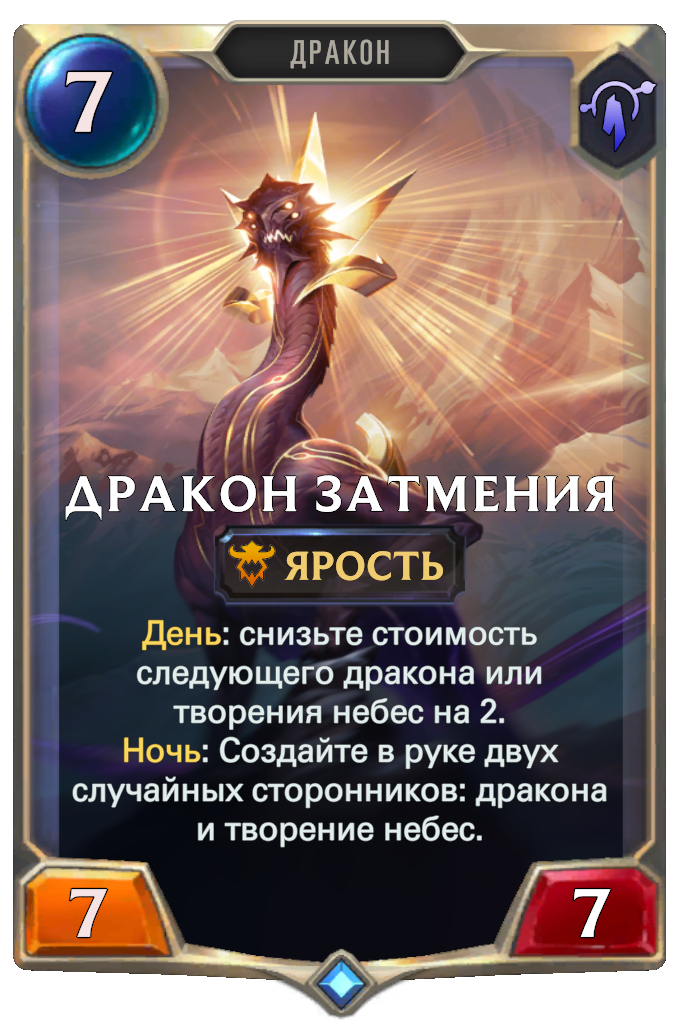 7
ДРАКОН
ДРАКОН ЗАТМЕНИЯ
ЯРОСТЬ
День: снизьте стоимость
следующего дракона или
творения небес на 2.
Ночь: Создайте в руке двух
случайных сторонников: дракона
и творение небес.
7
7